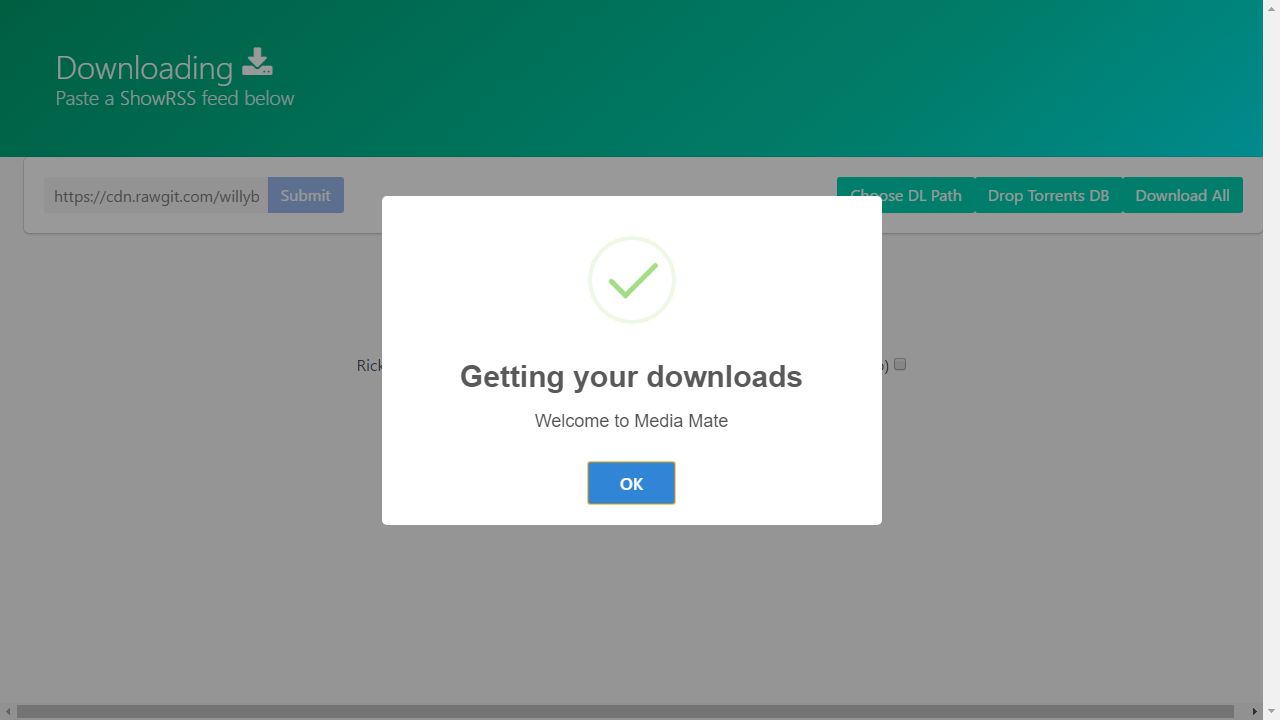 Downloading
Paste a ShowRSS feed below
https://cdn.rawgit.com/willyb
Submit
Choose DL Path
Drop Torrents DB
Download All
Rick
Getting your downloads
Welcome to Media Mate
OK